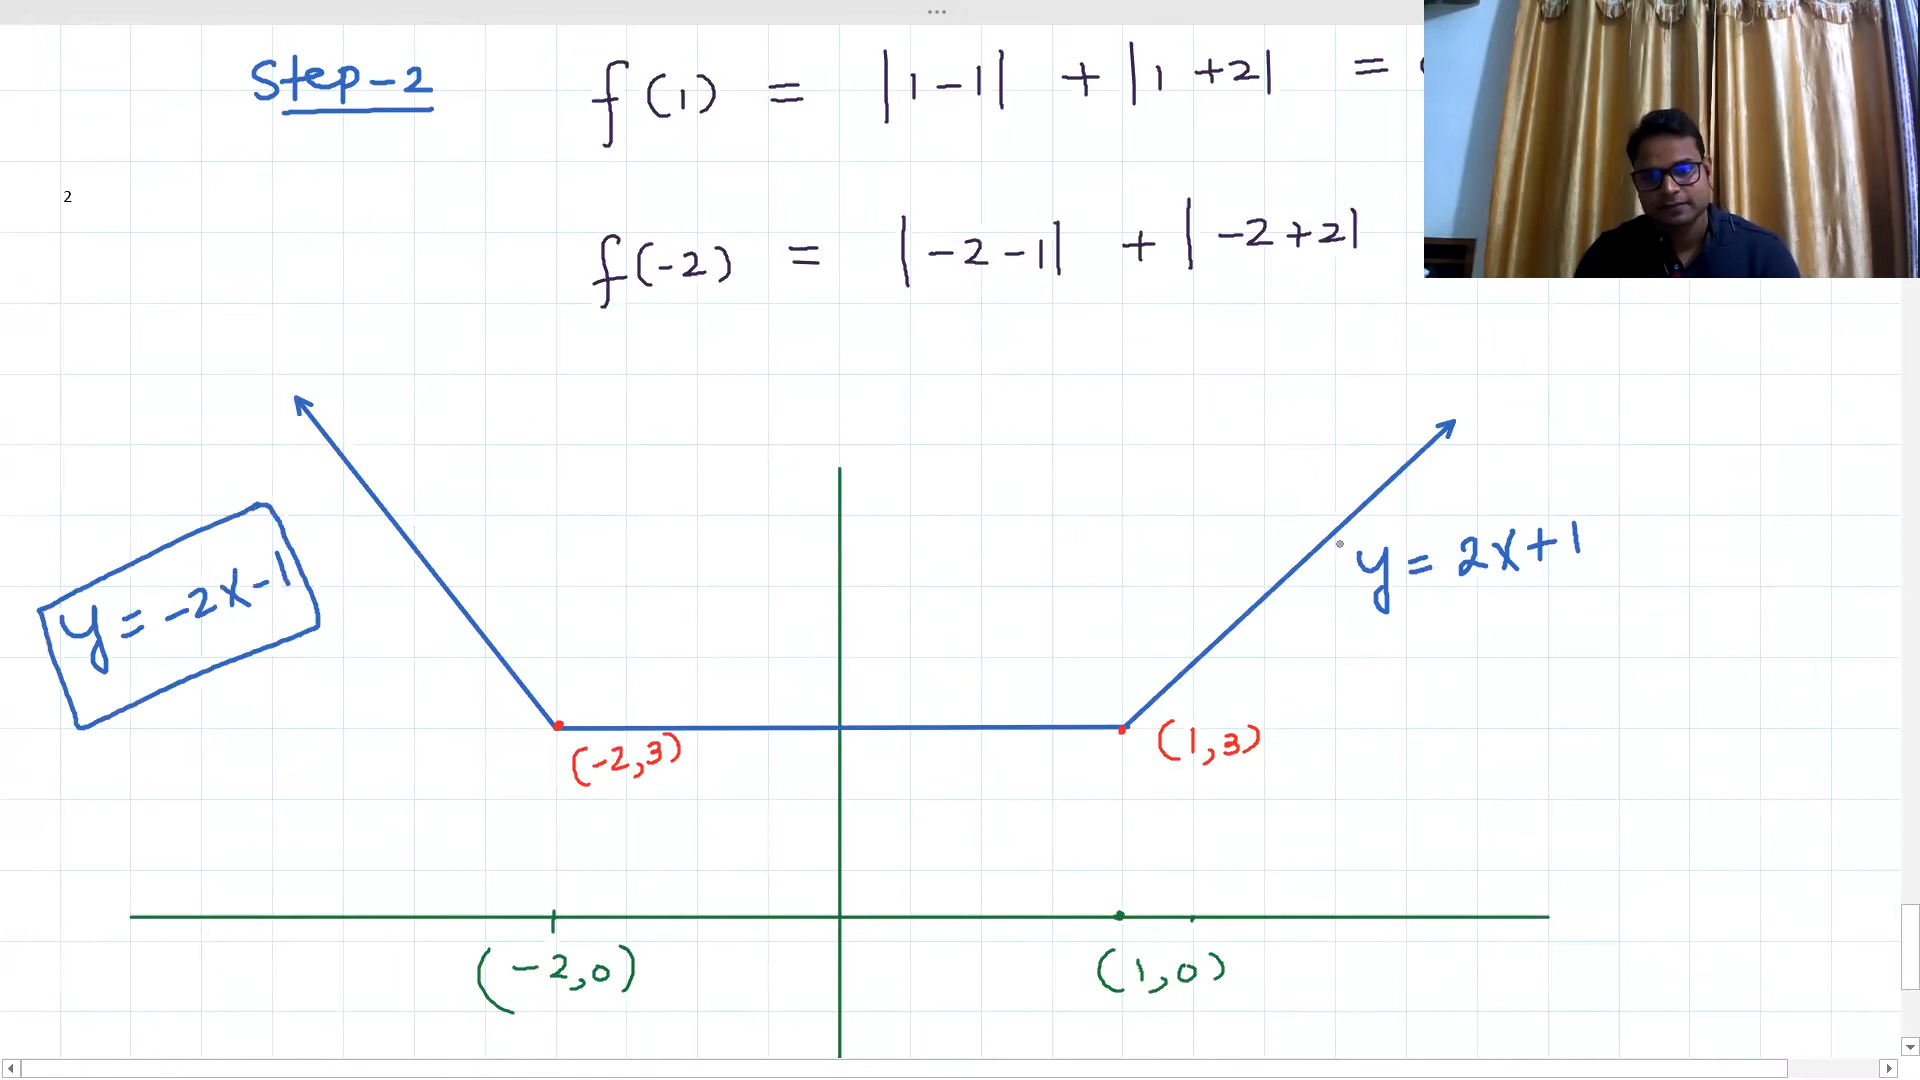 Step-2
f(1) = |1-1| + |1+2| =
2
f(-2) = |-2-1| + |-2+2|
y = -2x-1
y = 2x+1
(-2,3)
(1,3)
(-2,0)
(1,0)